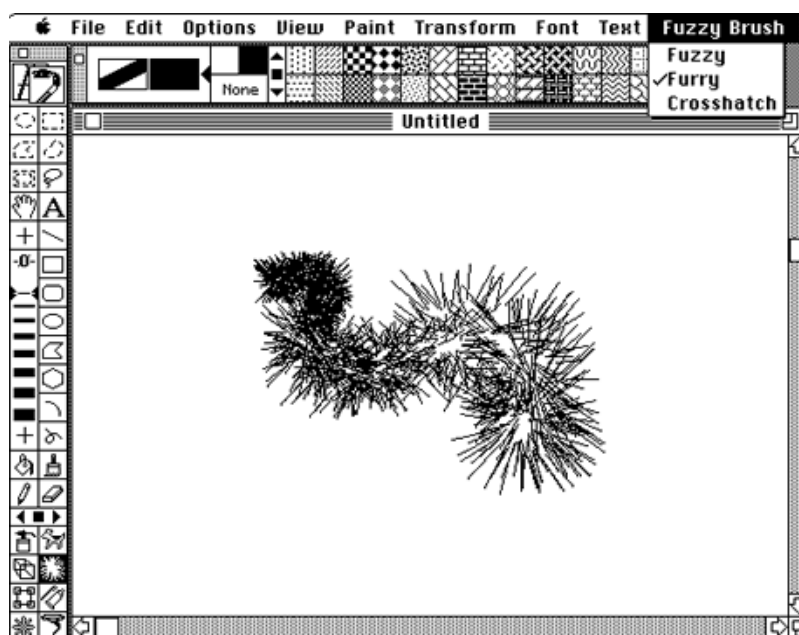 File Edit Options View Paint Transform Font Text Fuzzy Brush
Fuzzy
✓Furry
Crosshatch
None
Untitled
A
-0-